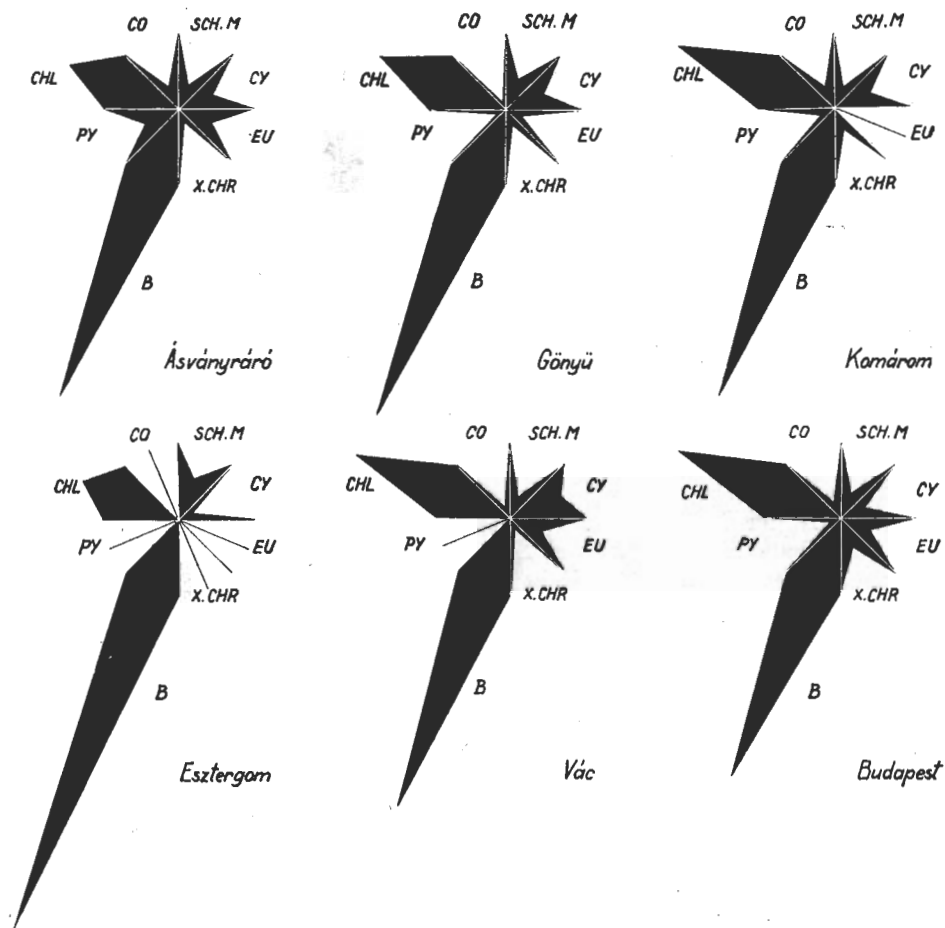 CO SCH. M
CHL CY
PY EU
X. CHR
B
Ásványráró
CO SCH. M
CHL CY
PY EU
X. CHR
B
Gönyü
CO SCH. M
CHL CY
PY EU
X. CHR
B
Komárom
CO SCH. M
CHL CY
PY EU
X. CHR
B
Esztergom
CO SCH. M
CHL CY
PY EU
X. CHR
B
Vác
CO SCH. M
CHL CY
PY EU
X. CHR
B
Budapest